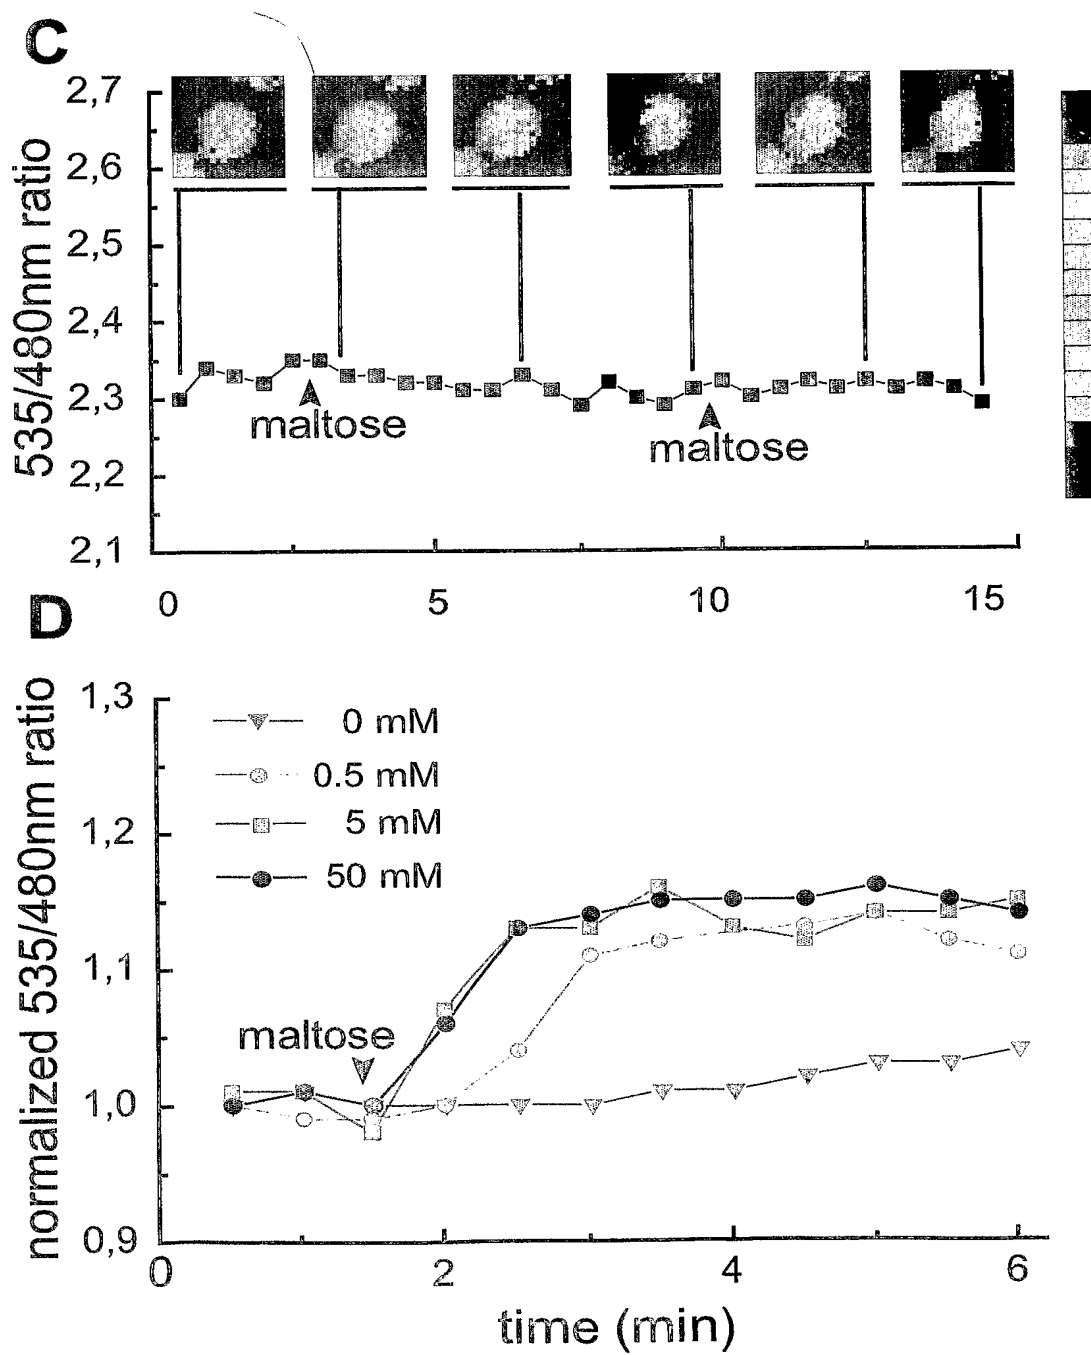 C
2,7
2,6
2,5
2,4
2,3
2,2
2,1
535/480nm ratio
maltose
maltose
0 5 10 15
D
1,3
1,2
1,1
1,0
0,9
normalized 535/480nm ratio
0 mM
0.5 mM
5 mM
50 mM
maltose
0 2 4 6
time (min)